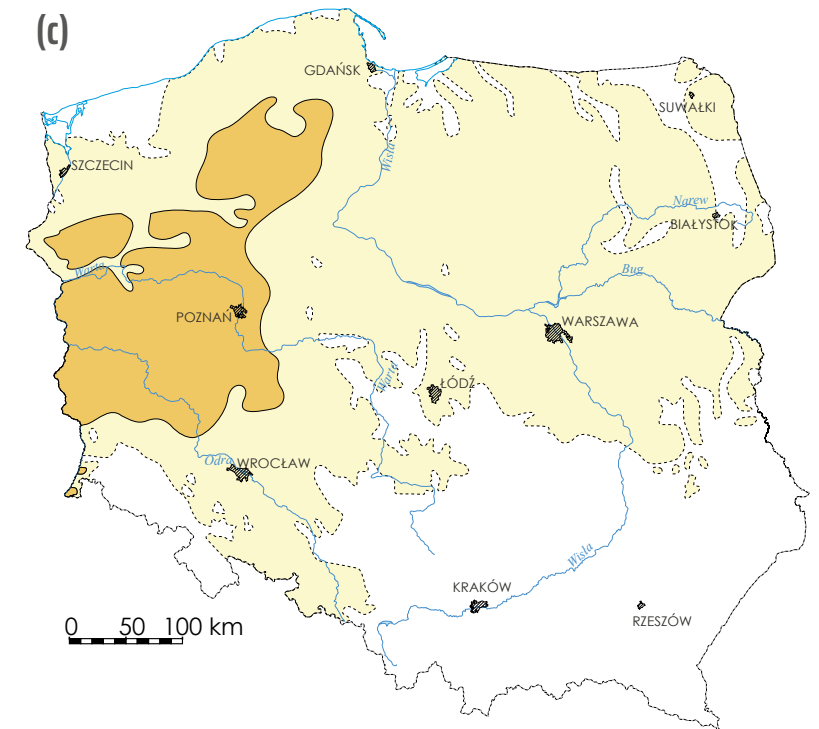 (c)
GDAŃSK
SUWAŁKI
Wisła
SZCZECIN
Narew
BIAŁYSTOK
Bug
Warta
POZNAŃ
WARSZAWA
Warta
ŁÓDŹ
Odra
WROCŁAW
Wisła
KRAKÓW
RZESZÓW
0 50 100 km